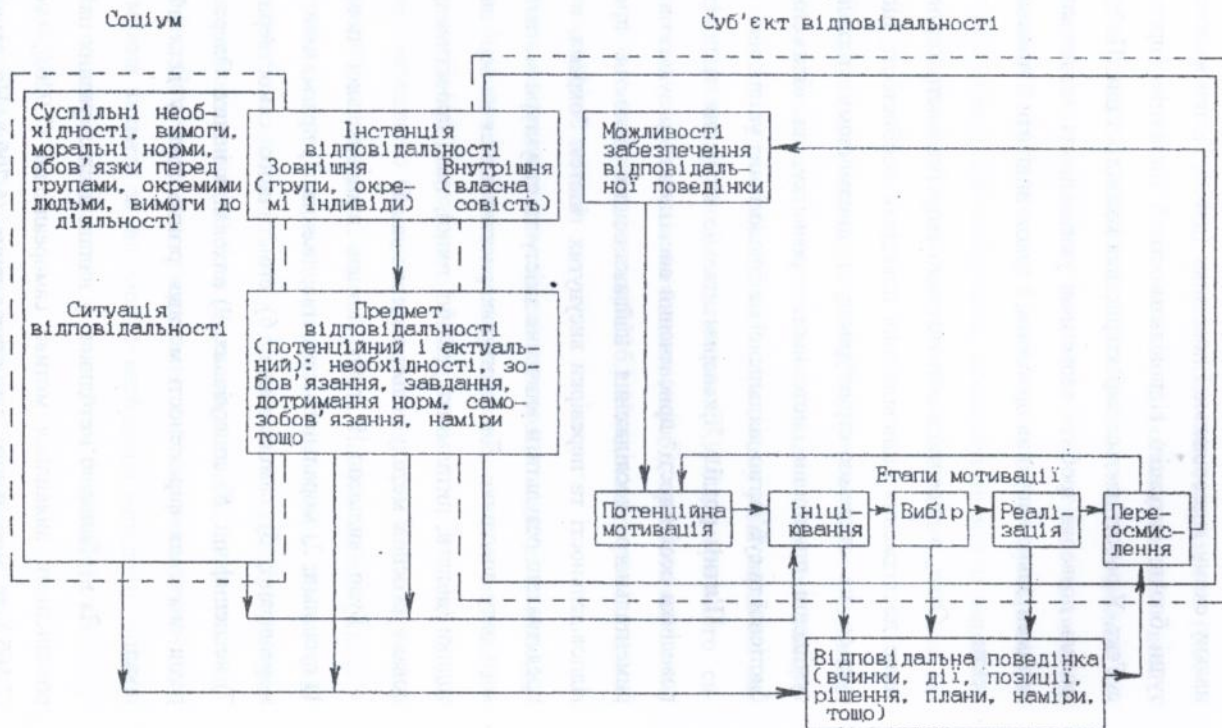 Соціум
Суб'єкт відповідальності
Суспільні необ-
хідності, вимоги,
моральні норми,
обов'язки перед
групами, окремими
людьми, вимоги до
діяльності
Ситуація
відповідальності
Інстанція
відповідальності
Зовнішня Внутрішня
(групи, окре- (власна
мі індивіди) совість)
Предмет
відповідальності
(потенційний і актуаль-
ний): необхідності, зо-
бов'язання, завдання,
дотримання норм, само-
зобов'язання, наміри
тощо
Можливості
забезпечення
відповідаль-
ної поведінки
Етапи мотивації
Потенційна
мотивація
Ініці-
ювання
Вибір
Реалі-
зація
Пере-
осмис-
лення
Відповідальна поведінка
(вчинки, дії, позиції,
рішення, плани, наміри,
тощо)